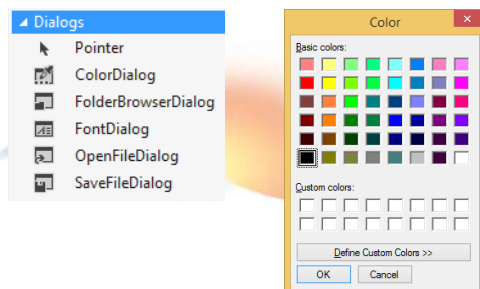 Dialogs
Pointer
ColorDialog
FolderBrowserDialog
FontDialog
OpenFileDialog
SaveFileDialog
Color
Basic colors:
Custom colors:
Define Custom Colors >>
OK
Cancel